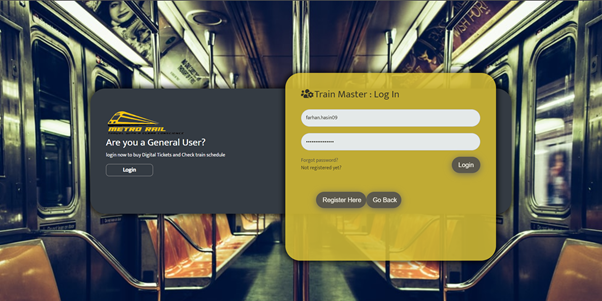 METRO RAIL
Are you a General User?
login now to buy Digital Tickets and Check train schedule
Login
Train Master : Log In
farhan.hasin09
••••••••••••••
Forgot password?
Not registered yet?
Login
Register Here
Go Back